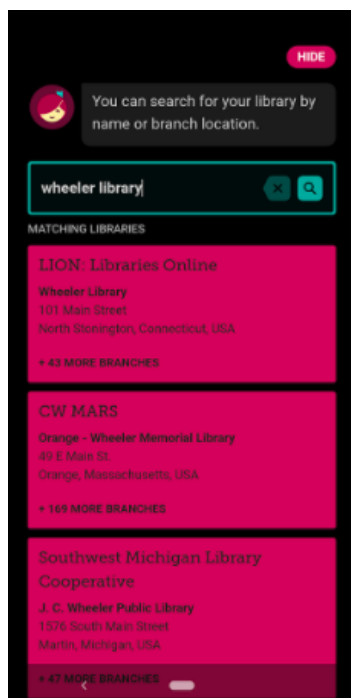 HIDE
You can search for your library by
name or branch location.
wheeler library
MATCHING LIBRARIES
LION: Libraries Online
Wheeler Library
101 Main Street
North Stonington, Connecticut, USA
+ 43 MORE BRANCHES
CW MARS
Orange - Wheeler Memorial Library
49 E Main St.
Orange, Massachusetts, USA
+ 169 MORE BRANCHES
Southwest Michigan Library
Cooperative
J. C. Wheeler Public Library
1576 South Main Street
Martin, Michigan, USA
+ 47 MORE BRANCHES